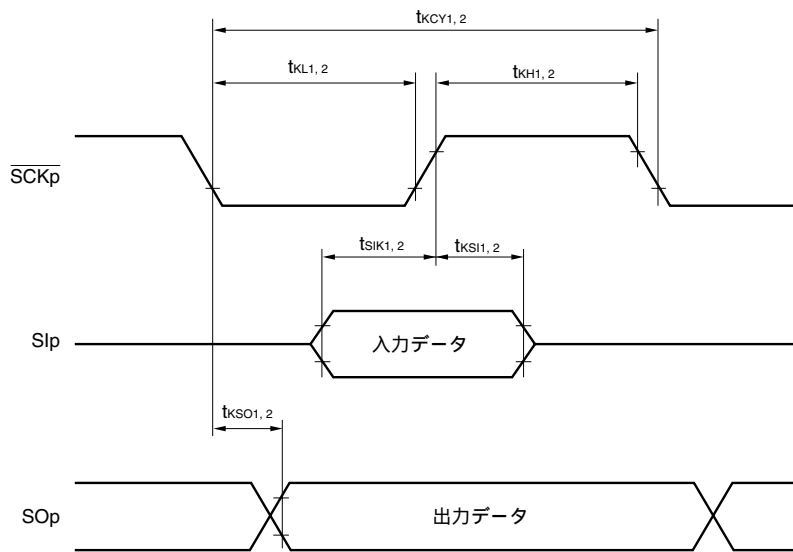 tKCY1, 2
tKL1, 2
tKH1, 2
SCKp
tSIK1, 2
tKSI1, 2
SIp
入力データ
tKSO1, 2
SOp
出力データ